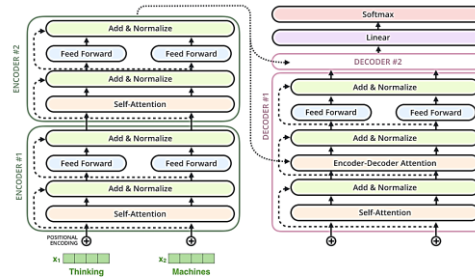 ENCODER #2
Add & Normalize
Feed Forward
Feed Forward
Add & Normalize
Self-Attention
ENCODER #1
Add & Normalize
Feed Forward
Feed Forward
Add & Normalize
Self-Attention
POSITIONAL
ENCODING
x₁
x₂
Thinking
Machines
Softmax
Linear
DECODER #2
DECODER #1
Add & Normalize
Feed Forward
Feed Forward
Add & Normalize
Encoder-Decoder Attention
Add & Normalize
Self-Attention